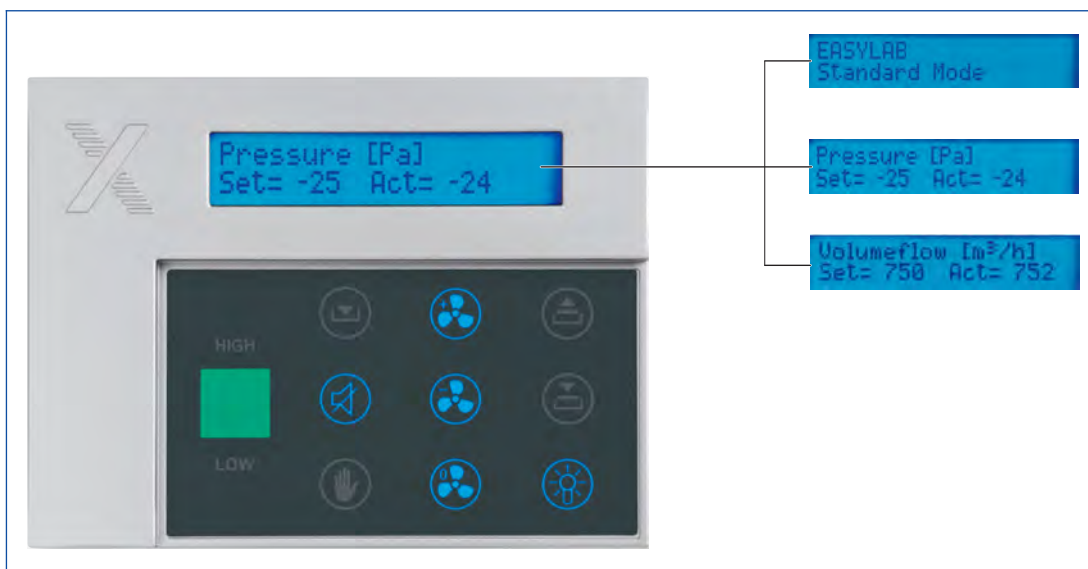 Pressure [Pa]
Set= -25 Act= -24
HIGH
LOW
+
-
0
EASYLAB
Standard Mode
Pressure [Pa]
Set= -25 Act= -24
Volumeflow [m³/h]
Set= 750 Act= 752